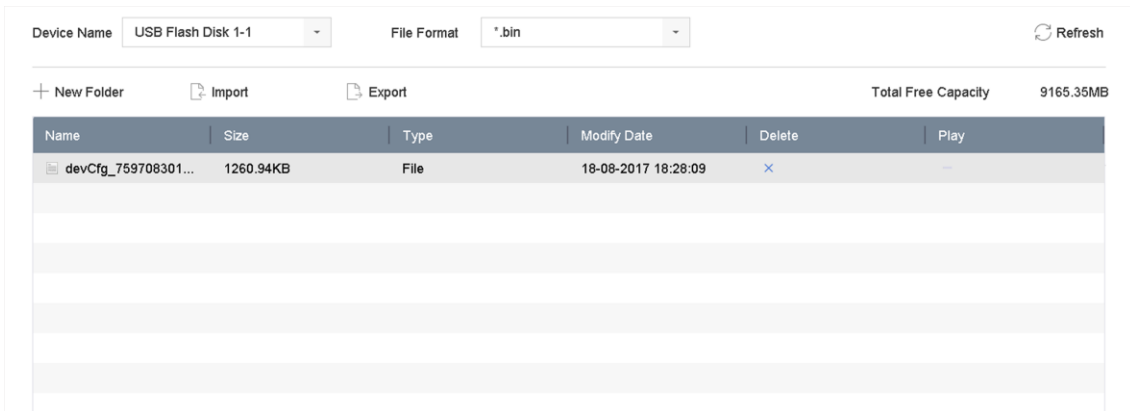 Device Name USB Flash Disk 1-1 File Format *.bin Refresh
New Folder Import Export Total Free Capacity 9165.35MB
Name Size Type Modify Date Delete Play
devCfg_759708301... 1260.94KB File 18-08-2017 18:28:09